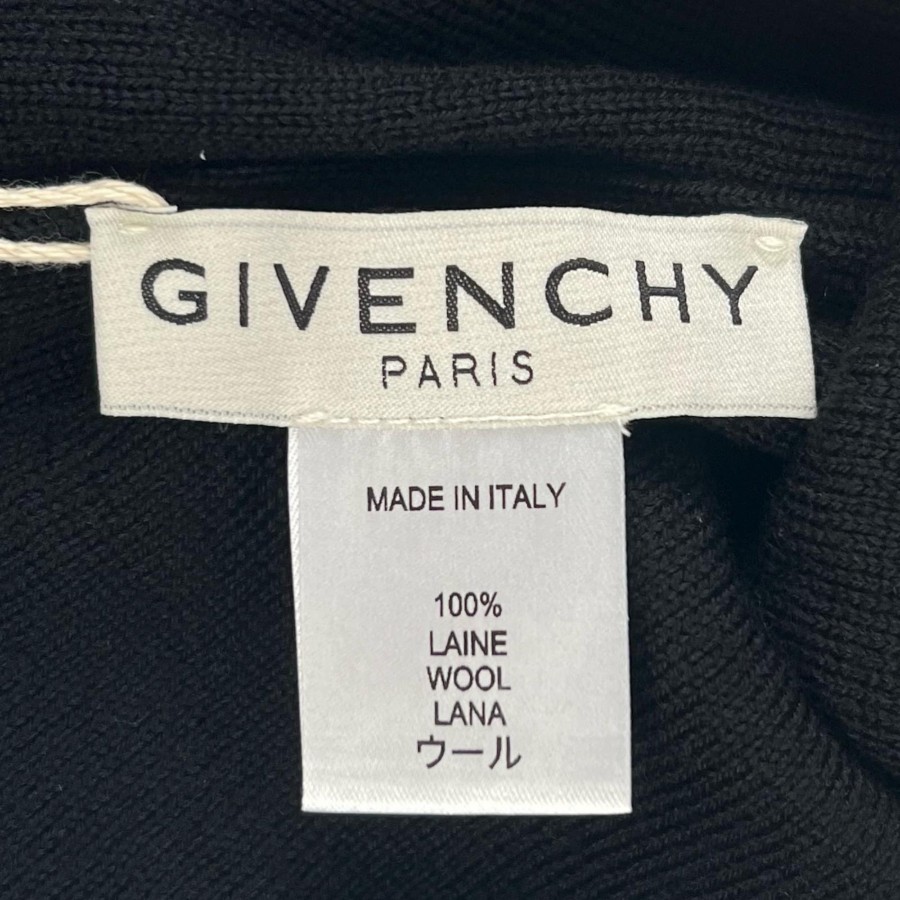 GIVENCHY
PARIS
MADE IN ITALY
100%
LAINE
WOOL
LANA
ウール